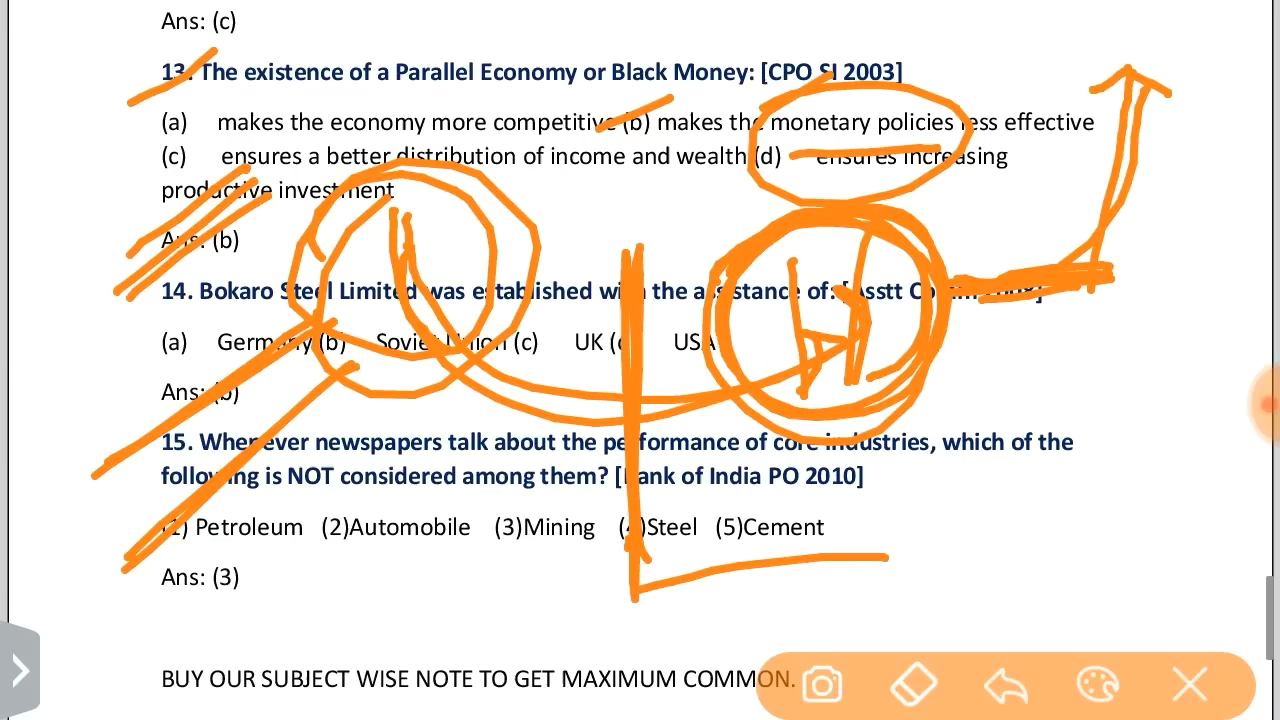 Ans: (c)
13. The existence of a Parallel Economy or Black Money: [CPO SI 2003]
(a) makes the economy more competitive (b) makes the monetary policies less effective
(c) ensures a better distribution of income and wealth (d) ensures increasing
productive investment
Ans: (b)
14. Bokaro Steel Limited was established with the assistance of: [Asstt Comm 2008]
(a) Germany (b) Soviet Union (c) UK (d) USA
Ans: (b)
15. Whenever newspapers talk about the performance of core industries, which of the
following is NOT considered among them? [Bank of India PO 2010]
(1) Petroleum (2)Automobile (3)Mining (4)Steel (5)Cement
Ans: (3)
BUY OUR SUBJECT WISE NOTE TO GET MAXIMUM COMMON.